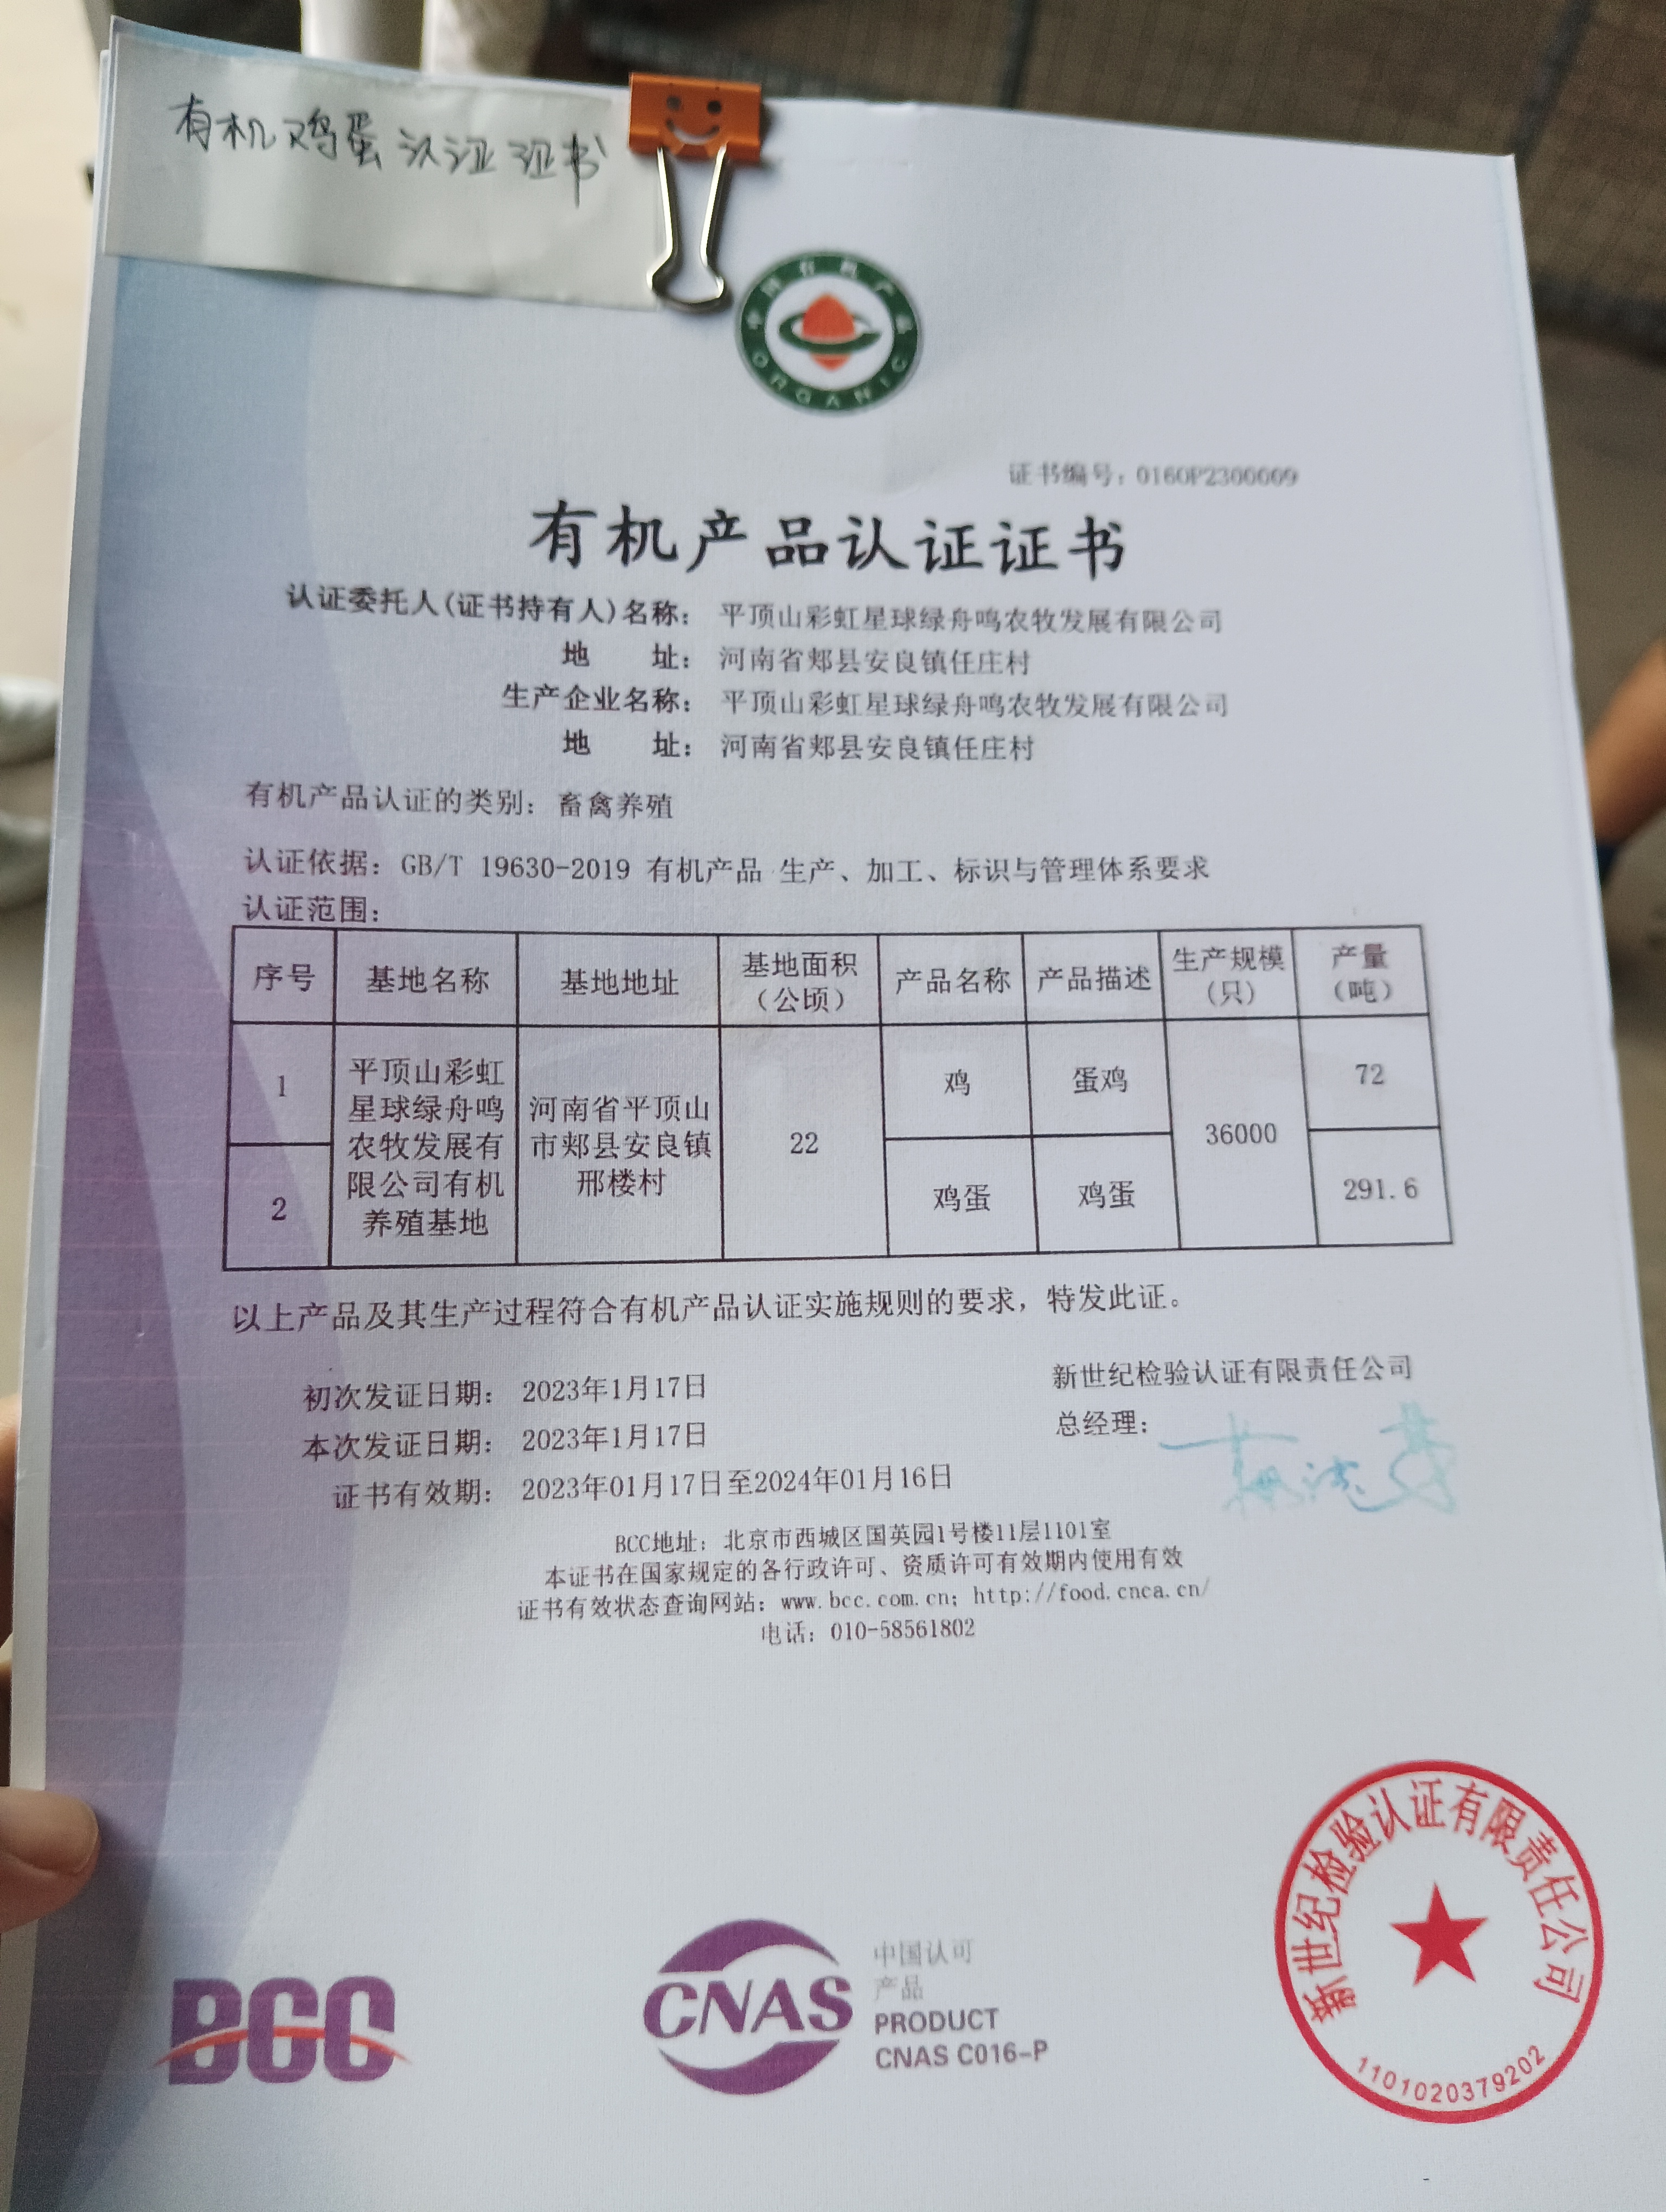 有机鸡蛋认证证书
中国有机产品
ORGANIC
证书编号：016OP2300009
有机产品认证证书
认证委托人(证书持有人)名称：平顶山彩虹星球绿舟鸣农牧发展有限公司
地 址：河南省郏县安良镇任庄村
生产企业名称：平顶山彩虹星球绿舟鸣农牧发展有限公司
地 址：河南省郏县安良镇任庄村
有机产品认证的类别：畜禽养殖
认证依据：GB/T 19630-2019 有机产品 生产、加工、标识与管理体系要求
认证范围：
序号 基地名称 基地地址 基地面积（公顷） 产品名称 产品描述 生产规模（只） 产量（吨）
1 平顶山彩虹星球绿舟鸣农牧发展有限公司有机养殖基地 河南省平顶山市郏县安良镇邢楼村 22 鸡 蛋鸡 36000 72
2 鸡蛋 鸡蛋 291.6
以上产品及其生产过程符合有机产品认证实施规则的要求，特发此证。
初次发证日期：2023年1月17日
本次发证日期：2023年1月17日
证书有效期：2023年01月17日至2024年01月16日
新世纪检验认证有限责任公司
总经理：
BCC地址：北京市西城区国英园1号楼11层1101室
本证书在国家规定的各行政许可、资质许可有效期内使用有效
证书有效状态查询网站：www.bcc.com.cn；http://food.cnca.cn/
电话：010-58561802
BCC
CNAS
中国认可
产品
PRODUCT
CNAS C016-P
新世纪检验认证有限责任公司
1101020379202